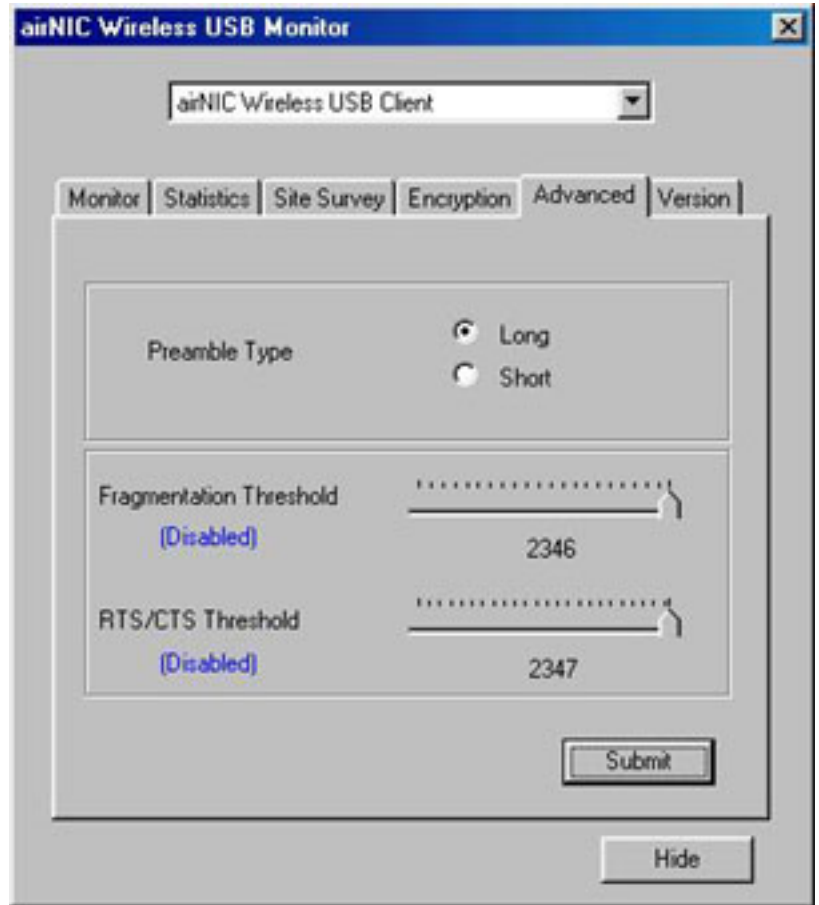 airNIC Wireless USB Monitor
airNIC Wireless USB Client
Monitor Statistics Site Survey Encryption Advanced Version
Preamble Type
Long
Short
Fragmentation Threshold
(Disabled)
2346
RTS/CTS Threshold
(Disabled)
2347
Submit
Hide